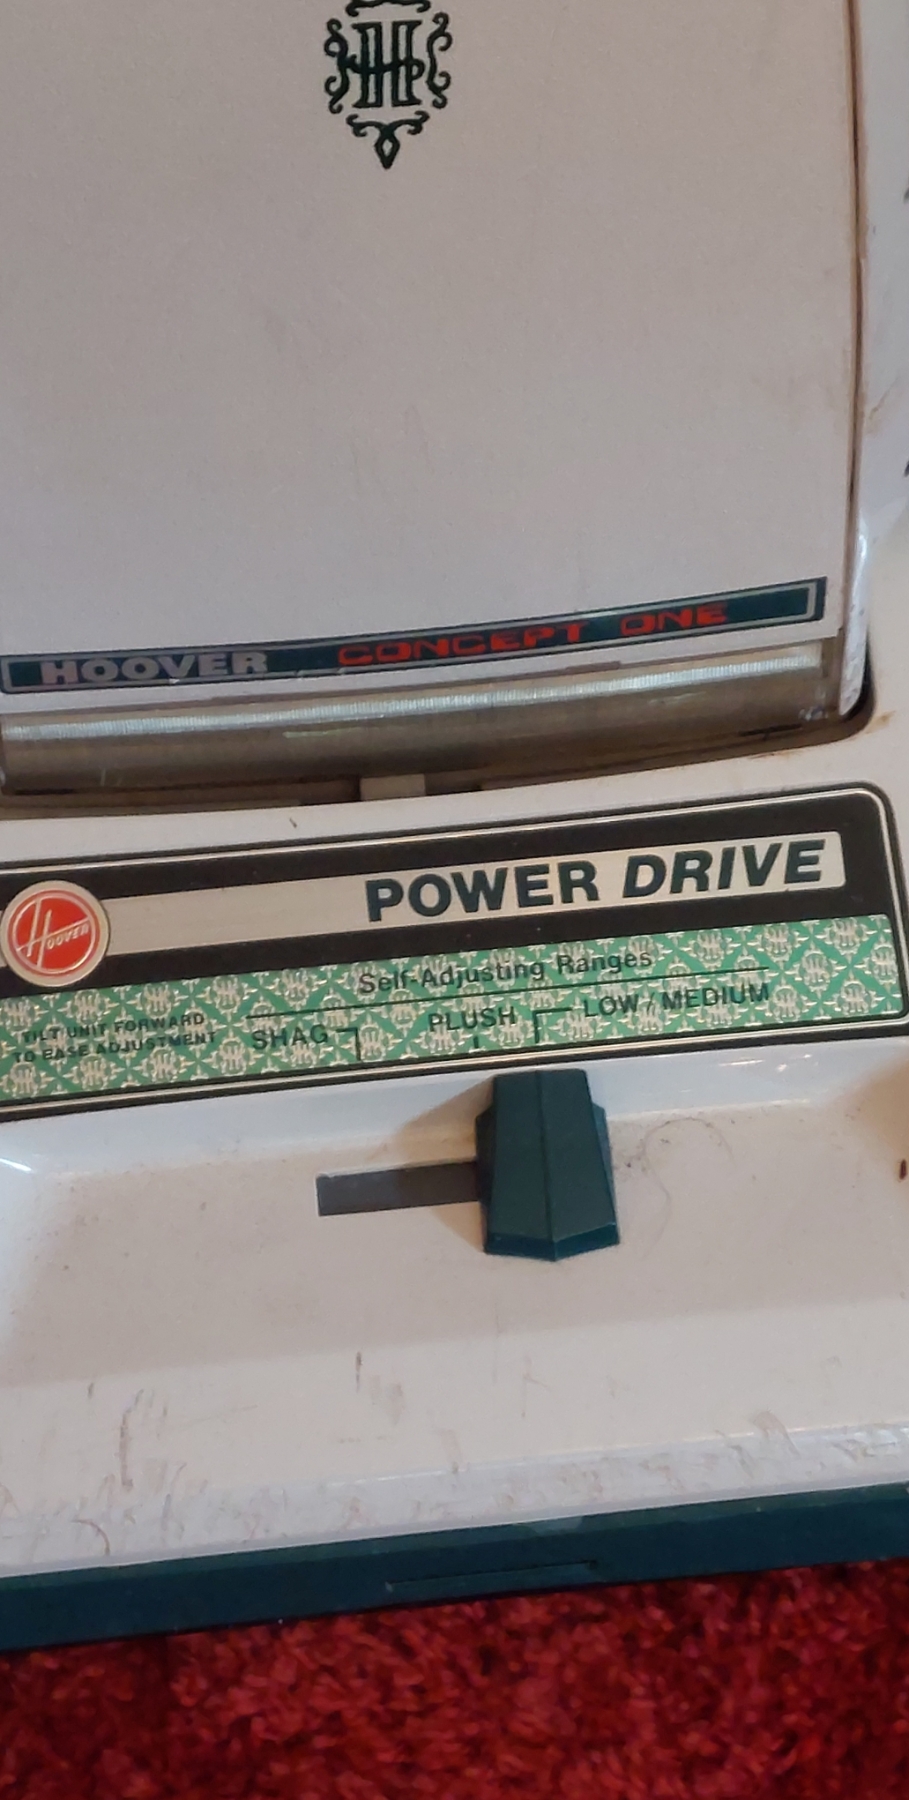 H
HOOVER CONCEPT ONE
POWER DRIVE
HOOVER
Self-Adjusting Ranges
TILT UNIT FORWARD
TO EASE ADJUSTMENT
SHAG PLUSH LOW / MEDIUM